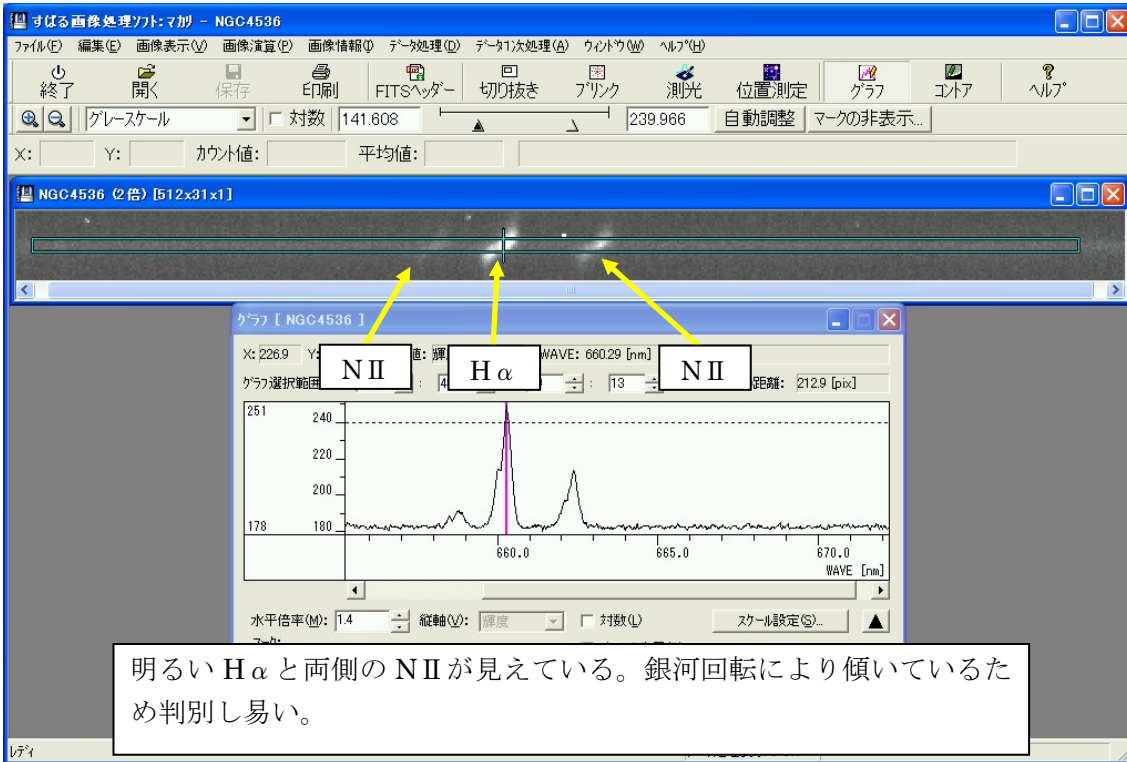 すばる画像処理ソフト:マカリ - NGC4536
ファイル(F) 編集(E) 画像表示(V) 画像演算(P) 画像情報(I) データ処理(D) データ1次処理(A) ウィンドウ(W) ヘルプ(H)
終了 開く 保存 印刷 FITSヘッダー 切り抜き ブリンク 測光 位置測定 グラフ コントア ヘルプ
グレースケール 対数 141.608 239.966 自動調整 マークの非表示...
X: Y: カウント値: 平均値:
NGC4536 (2倍) [512x31x1]
グラフ [ NGC4536 ]
X: 226.9 Y: 値: WAVE: 660.29 [nm]
NⅡ Hα NⅡ
グラフ選択範囲 : 4 : 13 距離: 212.9 [pix]
251 240
220
200
178 180
660.0 665.0 670.0
WAVE [nm]
水平倍率(M): 1.4 縦軸(V): 輝度 対数(L) スケール設定(S)...
マーク:
明るい Hα と両側の NⅡ が見えている。銀河回転により傾いているた
め判別し易い。
レディ